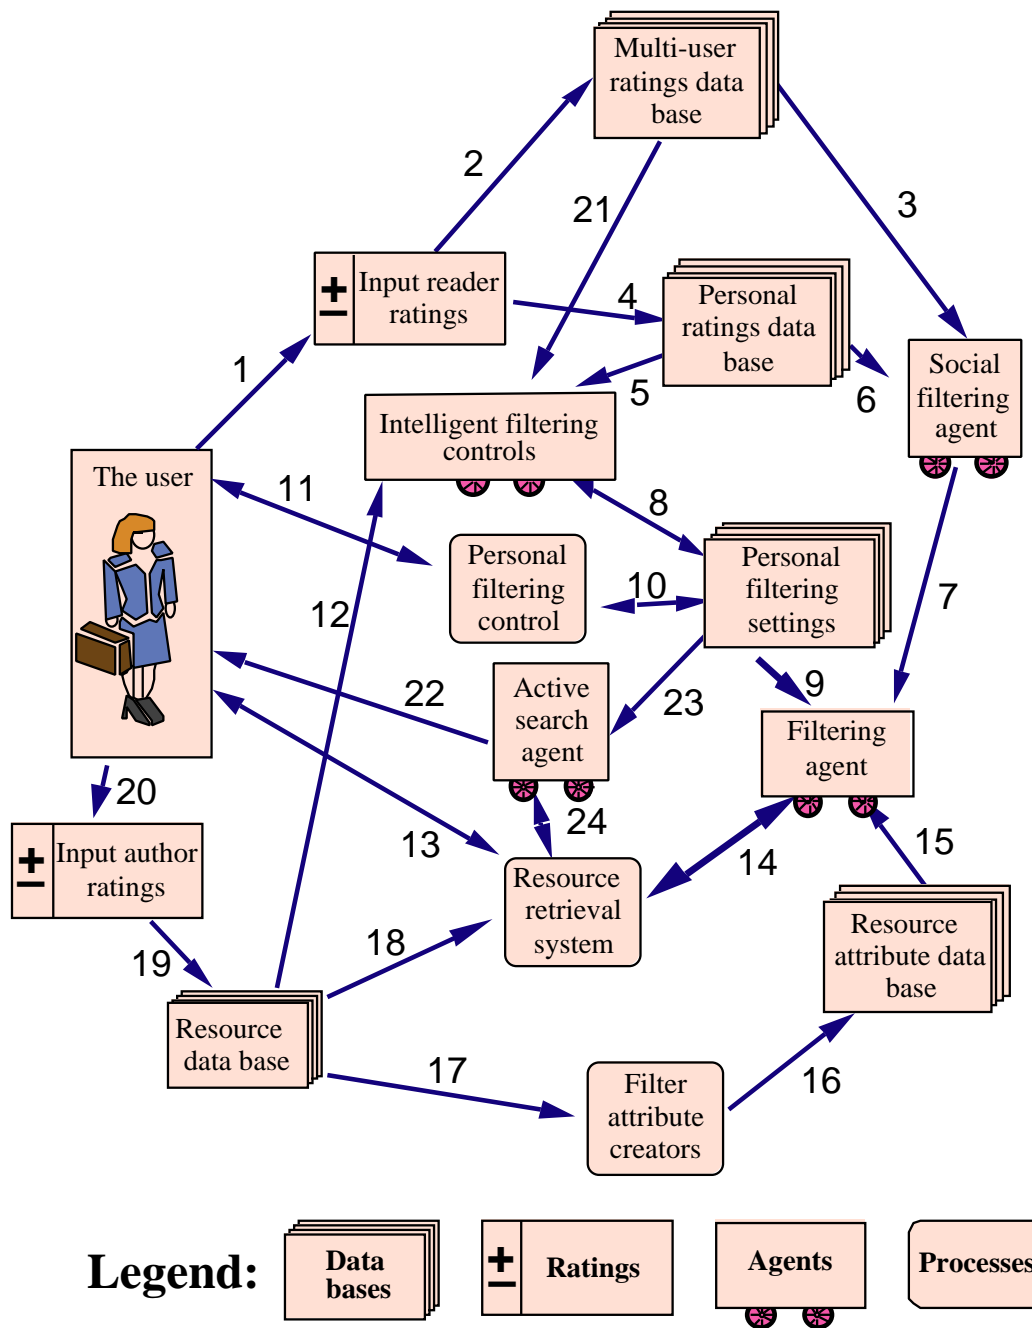 Multi-user
ratings data
base
2
21
3
Input reader
ratings
4
Personal
ratings data
base
1
5
6
Social
filtering
agent
Intelligent filtering
controls
The user
11
8
Personal
filtering
control
10
Personal
filtering
settings
7
12
22
Active
search
agent
23
9
Filtering
agent
20
13
24
14
15
Input author
ratings
Resource
retrieval
system
Resource
attribute data
base
19
18
Resource
data base
17
Filter
attribute
creators
16
Legend:
Data
bases
Ratings
Agents
Processes